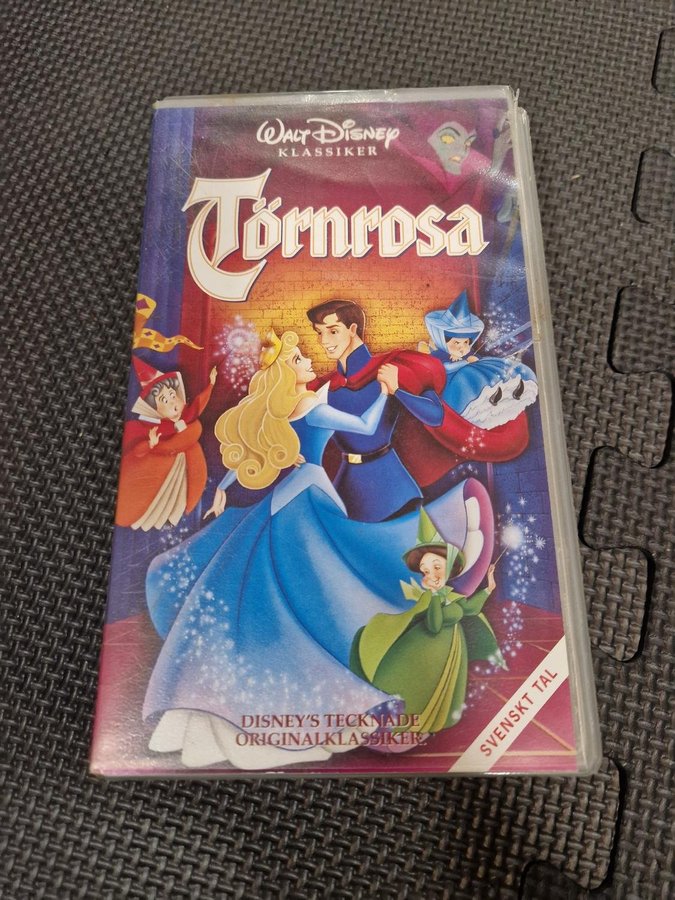 WALT DISNEY
KLASSIKER
Törnrosa
DISNEY'S TECKNADE
ORIGINALKLASSIKER
SVENSKT TAL